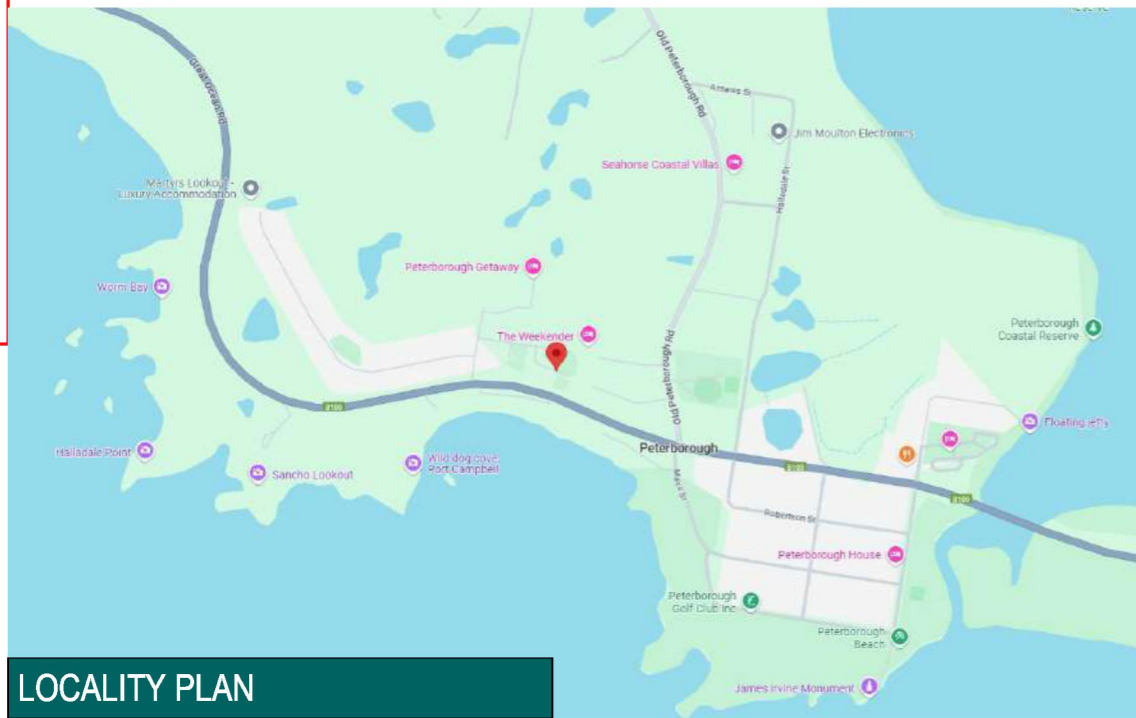 Great Ocean Rd
Old Peterborough Rd
Jim Moulton Electronics
Seahorse Coastal Villas
Halladale St
Martyrs Lookout -
Luxury Accommodation
Peterborough Getaway
Worm Bay
The Weekender
Peterborough
Coastal Reserve
Old Peterborough Rd
B100
Floating jetty
Peterborough
Halladale Point
Sancho Lookout
Wild dog cove,
Port Campbell
B100
B100
Robertson St
Peterborough House
Peterborough
Golf Club Inc
Peterborough
Beach
James Irvine Monument
LOCALITY PLAN